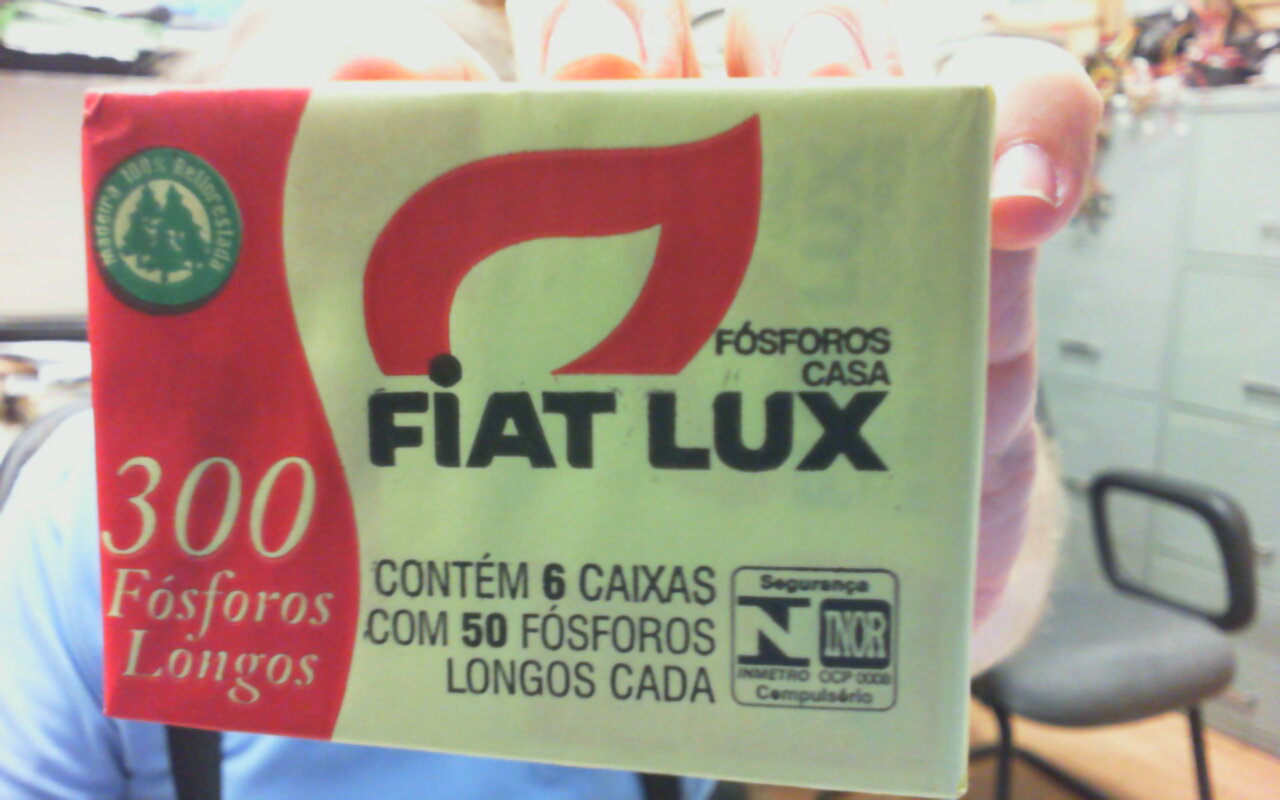 Madeira 100% Reflorestada
FÓSFOROS
CASA
FiAT LUX
300
Fósforos
Longos
CONTÉM 6 CAIXAS
COM 50 FÓSFOROS
LONGOS CADA
Segurança
INMETRO
INOR
OCP 0008
Compulsério